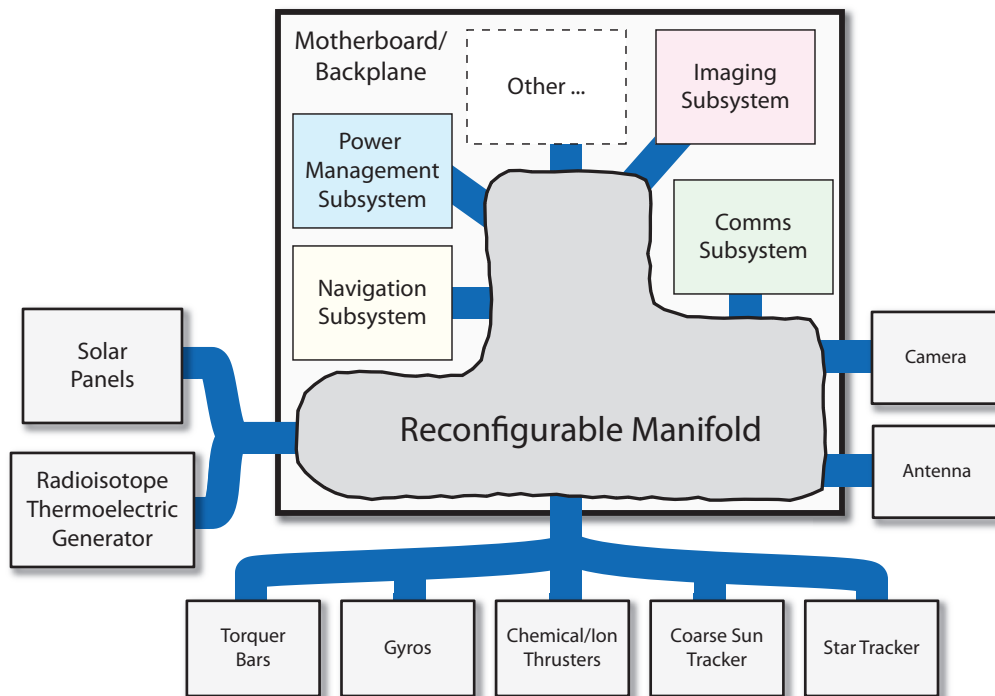 Motherboard/
Backplane
Other ...
Imaging
Subsystem
Power
Management
Subsystem
Comms
Subsystem
Navigation
Subsystem
Solar
Panels
Camera
Reconfigurable Manifold
Radioisotope
Thermoelectric
Generator
Antenna
Torquer
Bars
Gyros
Chemical/Ion
Thrusters
Coarse Sun
Tracker
Star Tracker